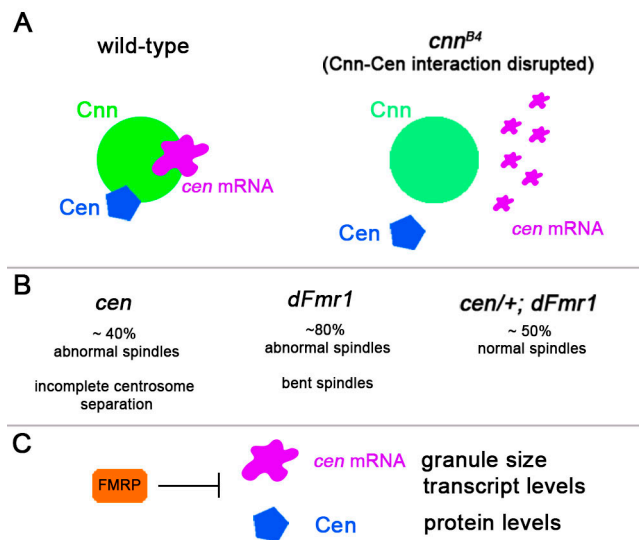 A
wild-type
cnnB4
(Cnn-Cen interaction disrupted)
Cnn
cen mRNA
Cen
Cnn
Cen
cen mRNA
B
cen
~ 40%
abnormal spindles
incomplete centrosome
separation
dFmr1
~80%
abnormal spindles
bent spindles
cen/+; dFmr1
~ 50%
normal spindles
C
FMRP
cen mRNA
granule size
transcript levels
Cen
protein levels